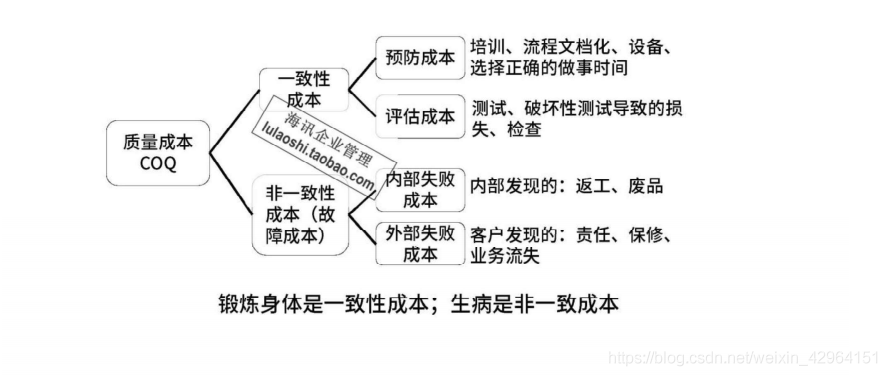 质量成本
COQ
一致性
成本
预防成本
培训、流程文档化、设备、
选择正确的做事时间
评估成本
测试、破坏性测试导致的损
失、检查
海讯企业管理
lulaoshi.taobao.com
非一致性
成本（故
障成本）
内部失败
成本
内部发现的：返工、废品
外部失败
成本
客户发现的：责任、保修、
业务流失
锻炼身体是一致性成本；生病是非一致成本
https://blog.csdn.net/weixin_42964151